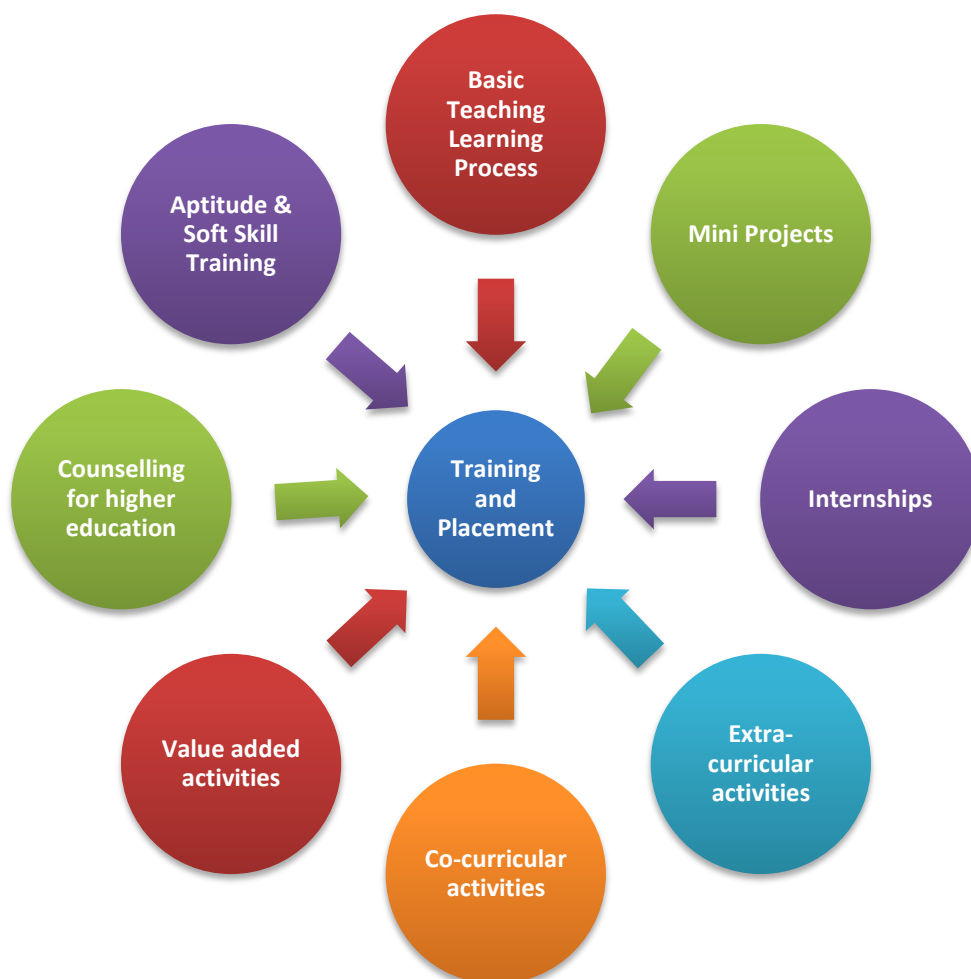 Basic
Teaching
Learning
Process
Mini Projects
Internships
Extra-
curricular
activities
Co-curricular
activities
Value added
activities
Counselling
for higher
education
Aptitude &
Soft Skill
Training
Training
and
Placement